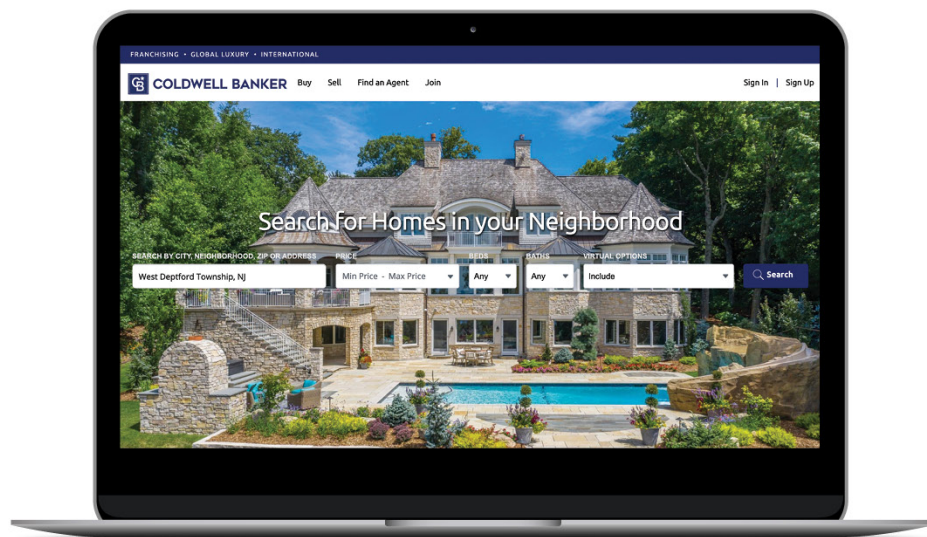 FRANCHISING • GLOBAL LUXURY • INTERNATIONAL
CB COLDWELL BANKER Buy Sell Find an Agent Join Sign In | Sign Up
Search for Homes in your Neighborhood
SEARCH BY CITY, NEIGHBORHOOD, ZIP OR ADDRESS PRICE BEDS BATHS VIRTUAL OPTIONS
West Deptford Township, NJ Min Price - Max Price Any Any Include Search